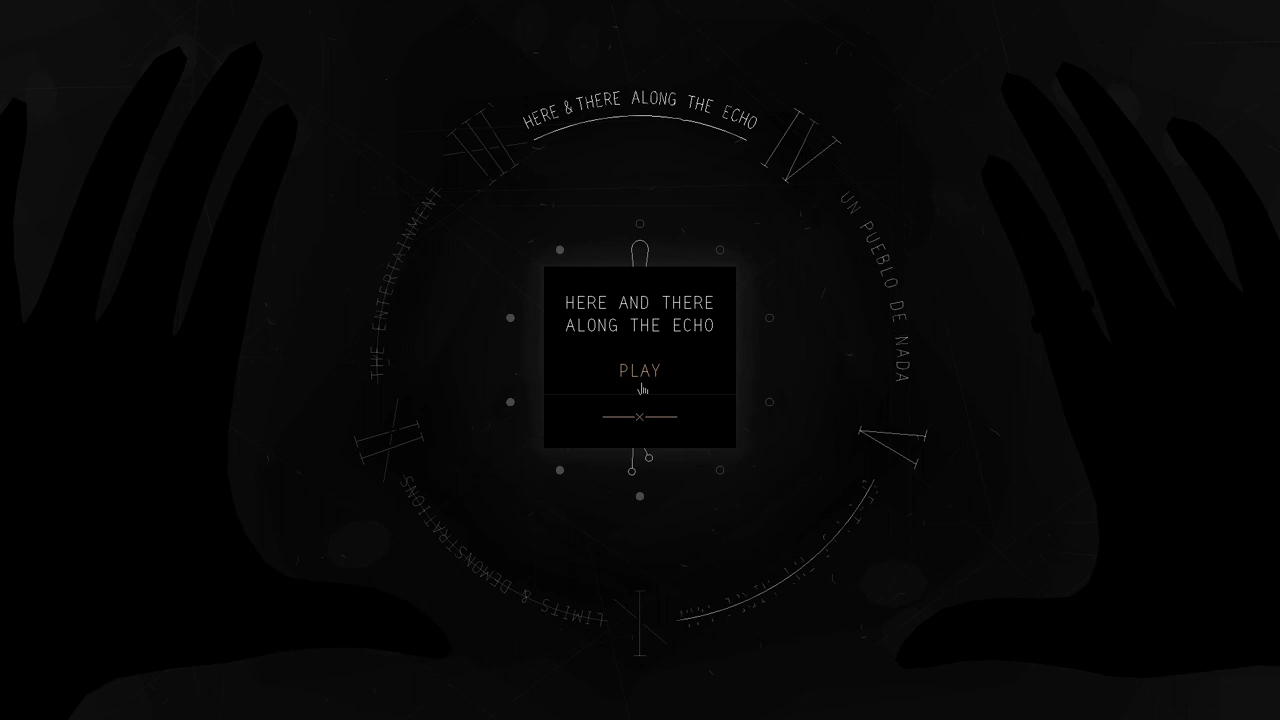 HERE & THERE ALONG THE ECHO
III
IV
UN PUEBLO DE NADA
THE ENTERTAINMENT
HERE AND THERE
ALONG THE ECHO
PLAY
II
V
LIMITS & DEMONSTRATIONS
I